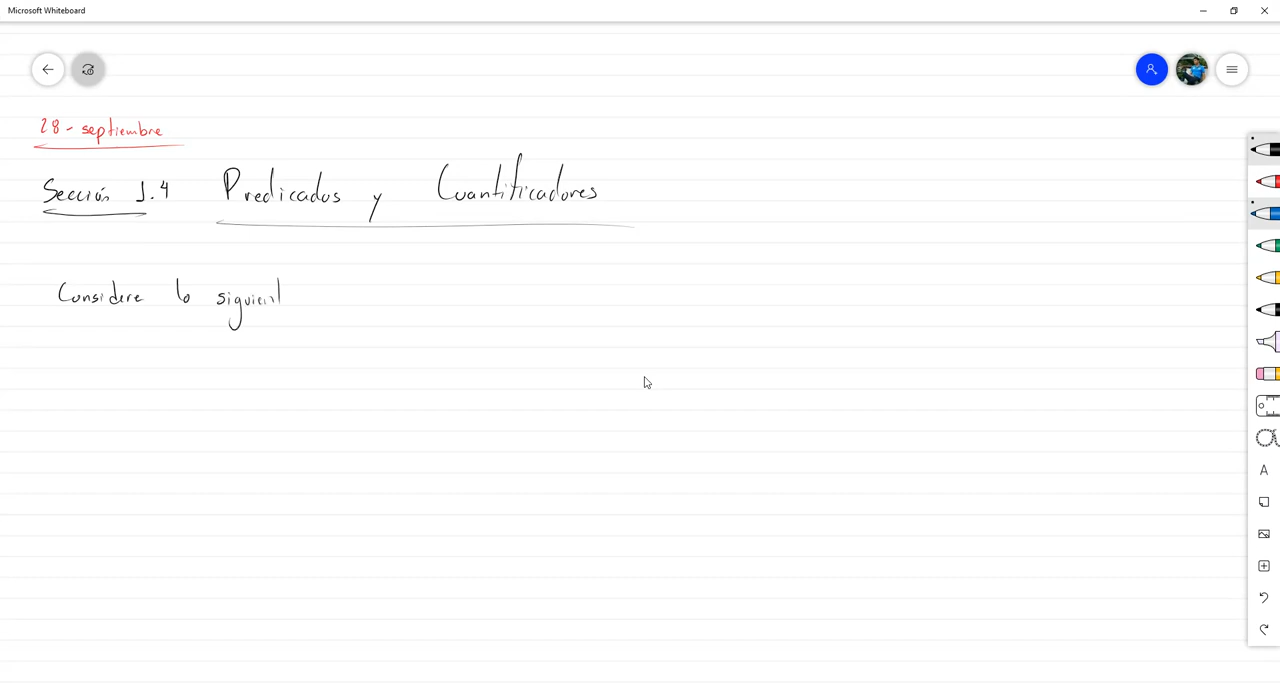 Microsoft Whiteboard
28 - septiembre
Sección 1.4 Predicados y Cuantificadores
Considere lo siguient